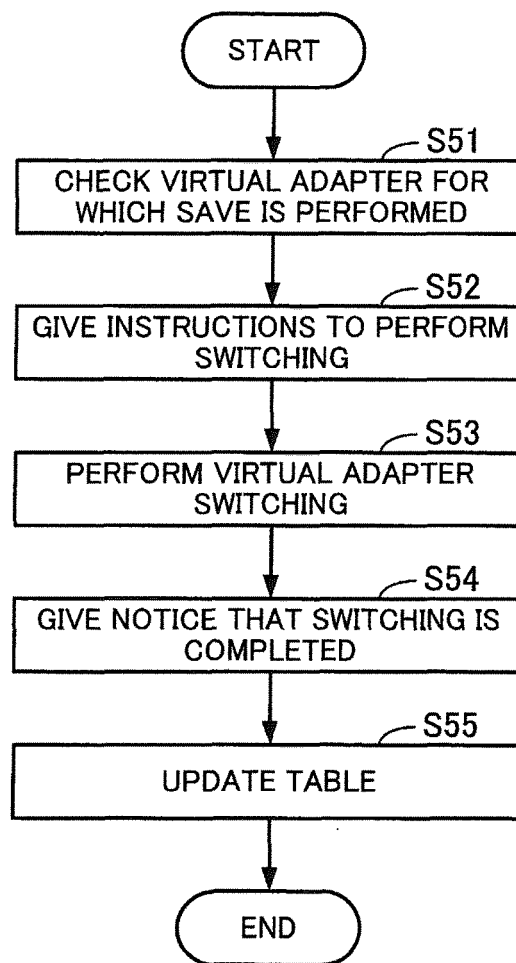 START
S51
CHECK VIRTUAL ADAPTER FOR
WHICH SAVE IS PERFORMED
S52
GIVE INSTRUCTIONS TO PERFORM
SWITCHING
S53
PERFORM VIRTUAL ADAPTER
SWITCHING
S54
GIVE NOTICE THAT SWITCHING IS
COMPLETED
S55
UPDATE TABLE
END